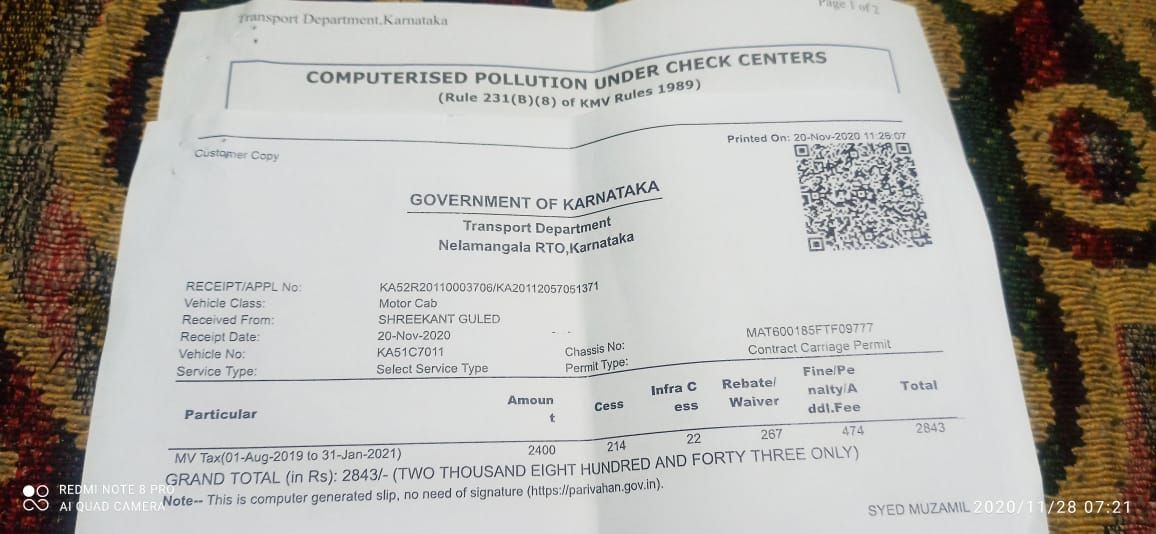 Transport Department,Karnataka
Page 1 of 2
COMPUTERISED POLLUTION UNDER CHECK CENTERS
(Rule 231(B)(8) of KMV Rules 1989)
Printed On: 20-Nov-2020 11:26:07
Customer Copy
GOVERNMENT OF KARNATAKA
Transport Department
Nelamangala RTO,Karnataka
RECEIPT/APPL No: KA52R20110003706/KA20112057051371
Vehicle Class: Motor Cab
Received From: SHREEKANT GULED
Receipt Date: 20-Nov-2020
Vehicle No: KA51C7011 Chassis No: MAT600185FTF09777
Service Type: Select Service Type Permit Type: Contract Carriage Permit
Particular Amoun t Cess Infra C ess Rebate/ Waiver Fine/Pe nalty/A ddl.Fee Total
MV Tax(01-Aug-2019 to 31-Jan-2021) 2400 214 22 267 474 2843
GRAND TOTAL (in Rs): 2843/- (TWO THOUSAND EIGHT HUNDRED AND FORTY THREE ONLY)
Note-- This is computer generated slip, no need of signature (https://parivahan.gov.in).
SYED MUZAMIL
REDMI NOTE 8 PRO
AI QUAD CAMERA
2020/11/28 07:21